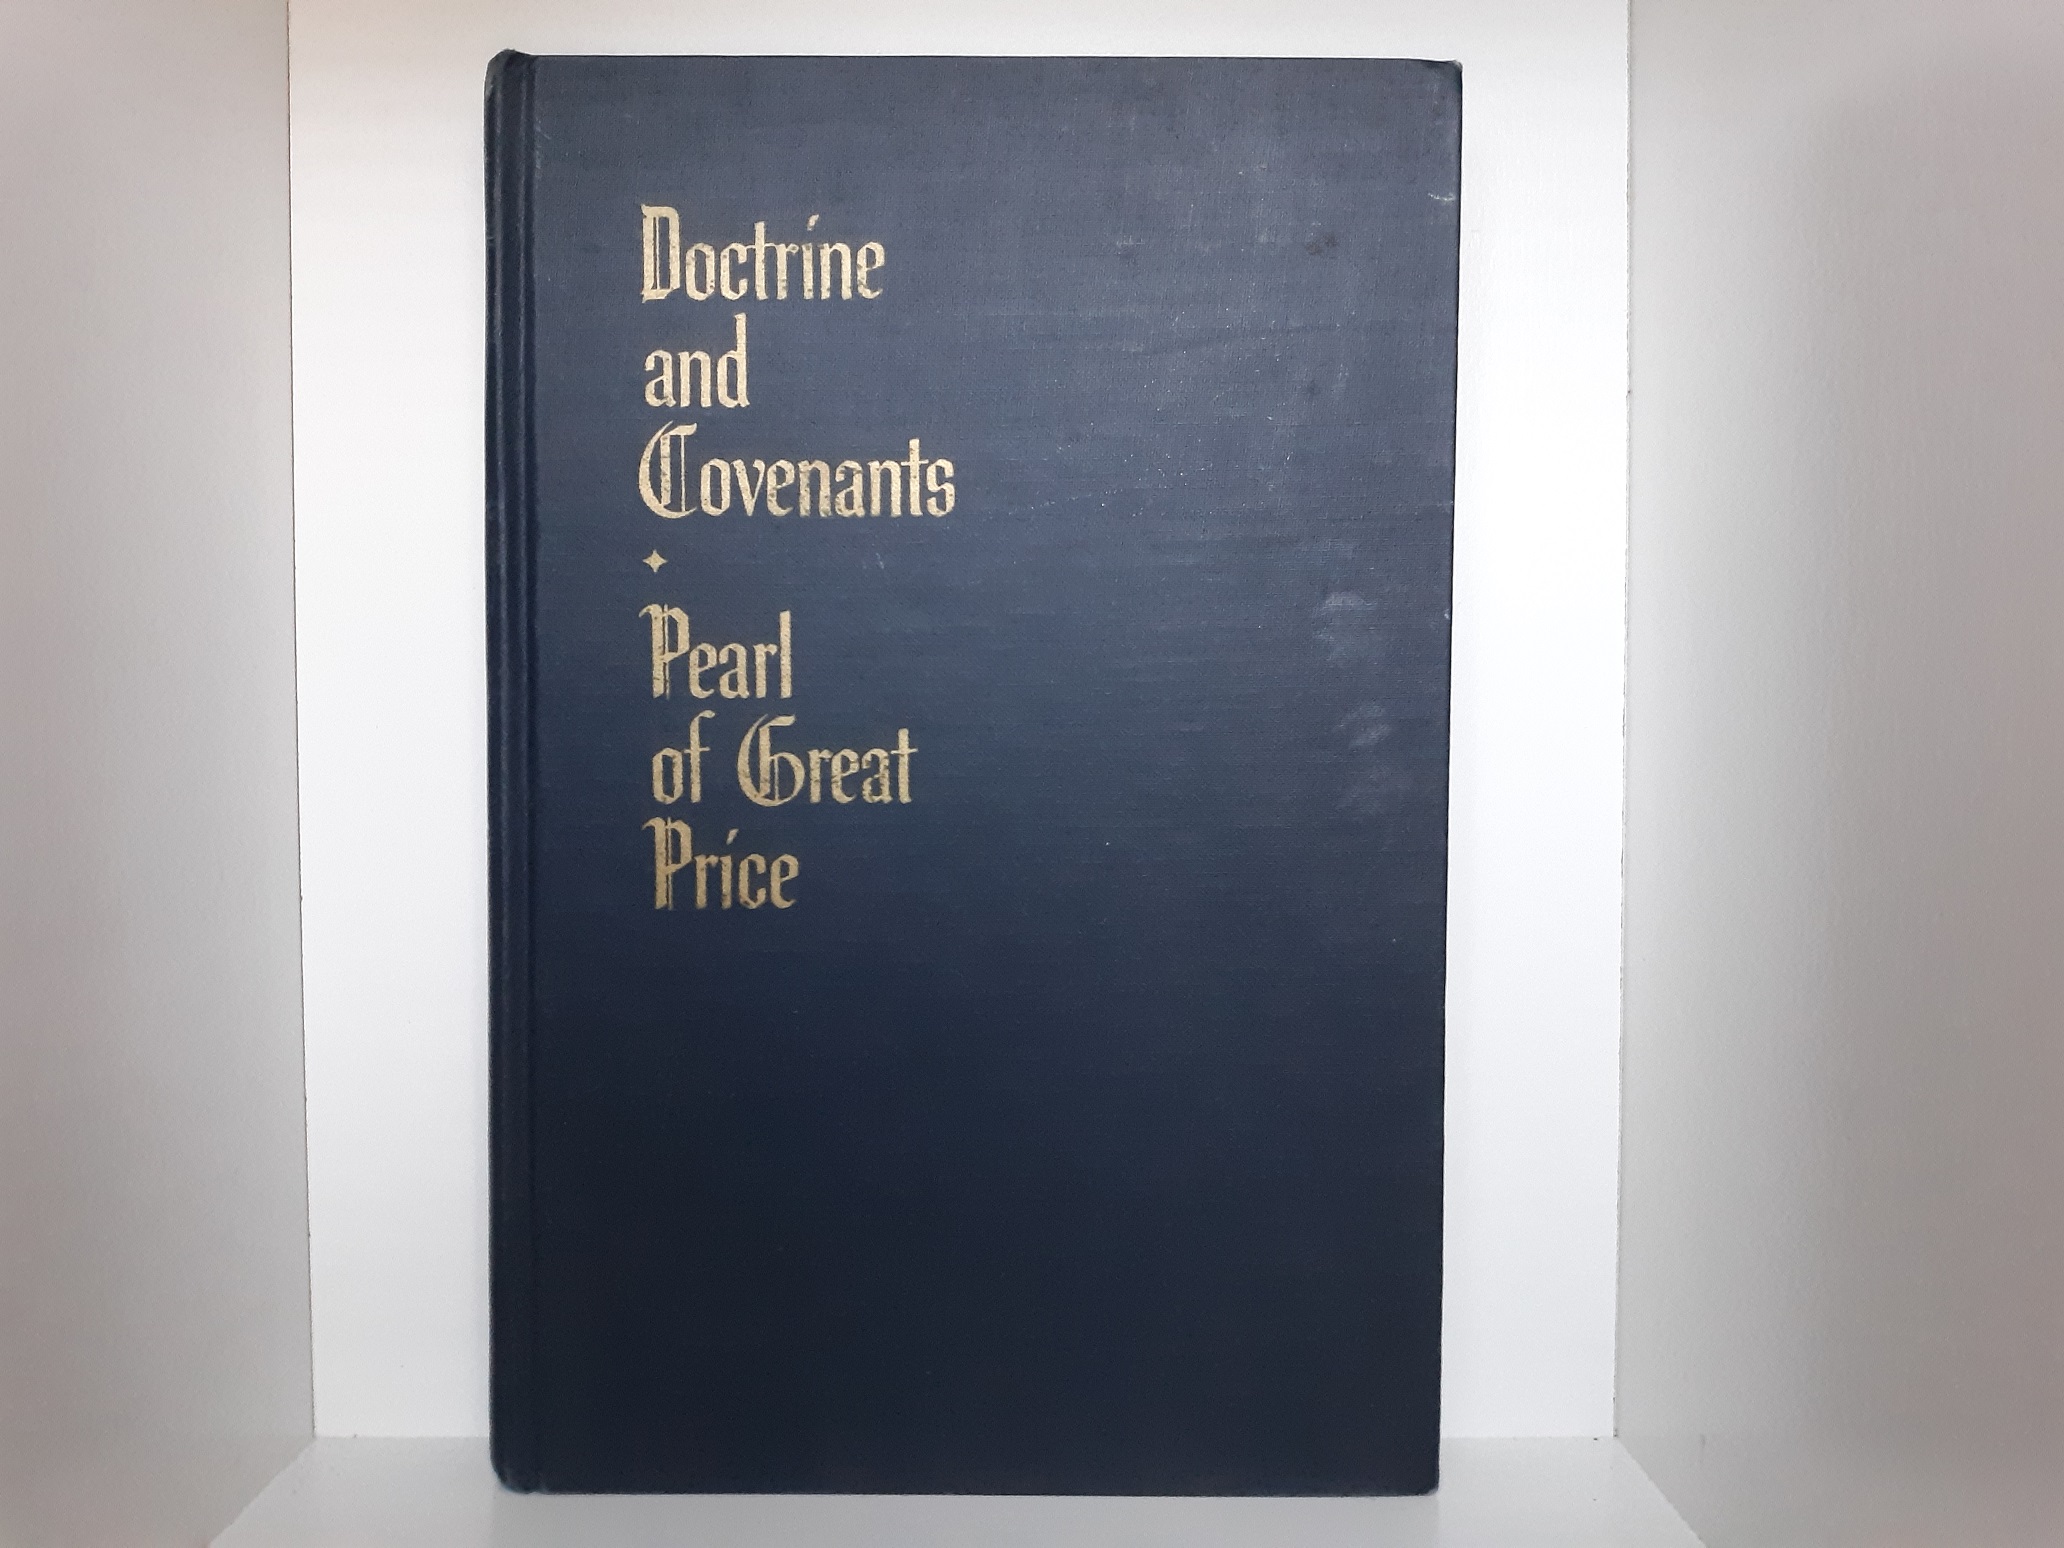 Doctrine
and
Covenants
Pearl
of Great
Price